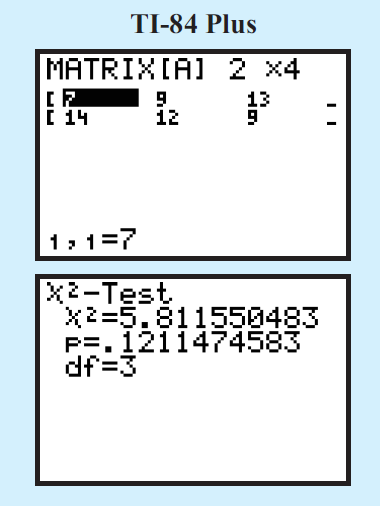 TI-84 Plus
MATRIX[A] 2 ×4
[ 7 9 13 _
[ 14 12 9 _
1,1=7
X²-Test
X²=5.811550483
p=.1211474583
df=3